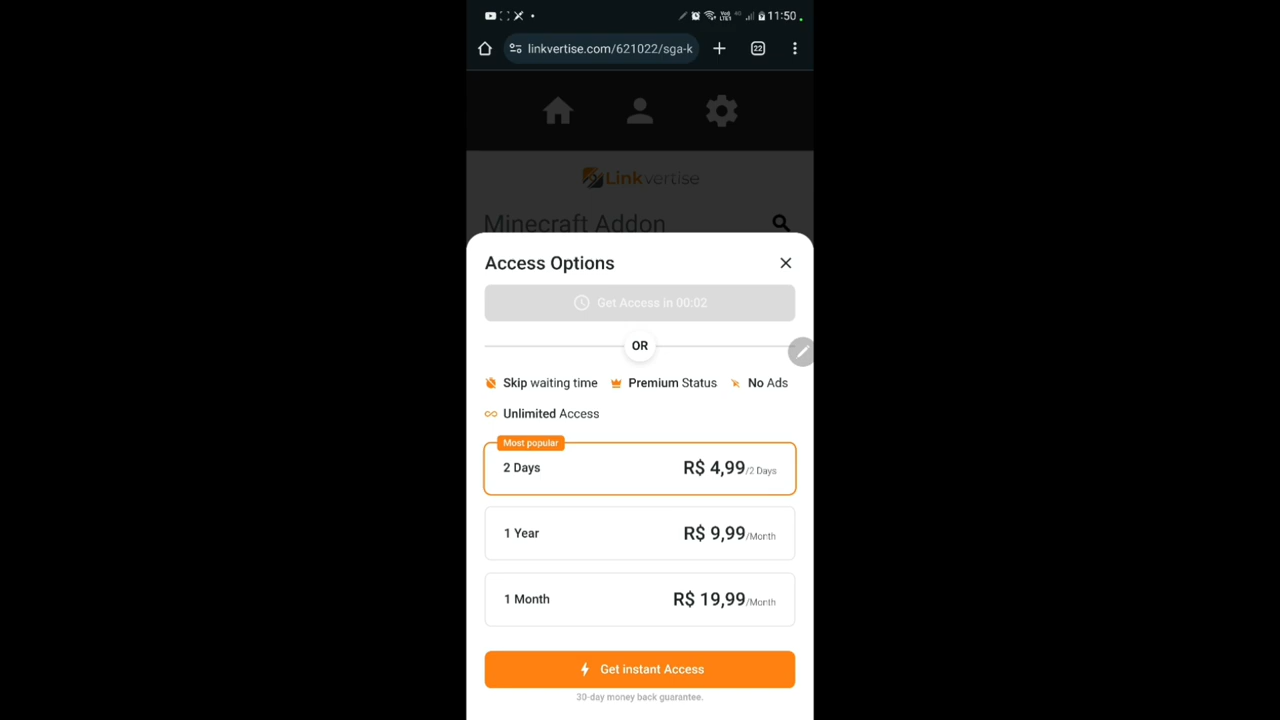 11:50
linkvertise.com/621022/sga-k
22
Linkvertise
Minecraft Addon
Access Options
Get Access in 00:02
OR
Skip waiting time Premium Status No Ads
Unlimited Access
Most popular
2 Days R$ 4,99/2 Days
1 Year R$ 9,99/Month
1 Month R$ 19,99/Month
Get instant Access
30-day money back guarantee.